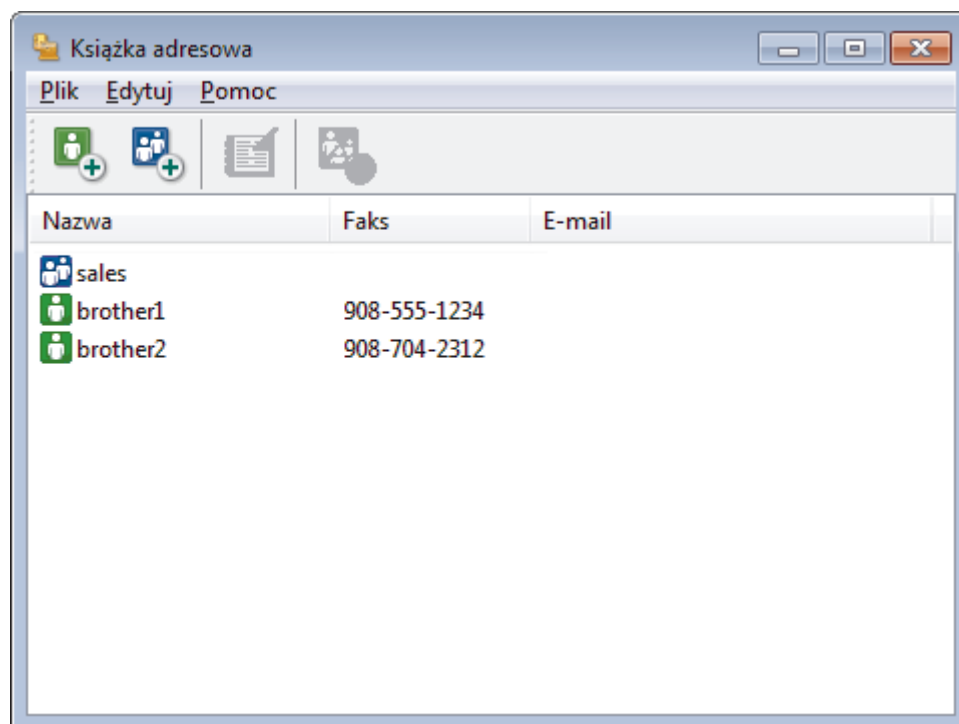 Książka adresowa
Plik Edytuj Pomoc
Nazwa Faks E-mail
sales
brother1 908-555-1234
brother2 908-704-2312